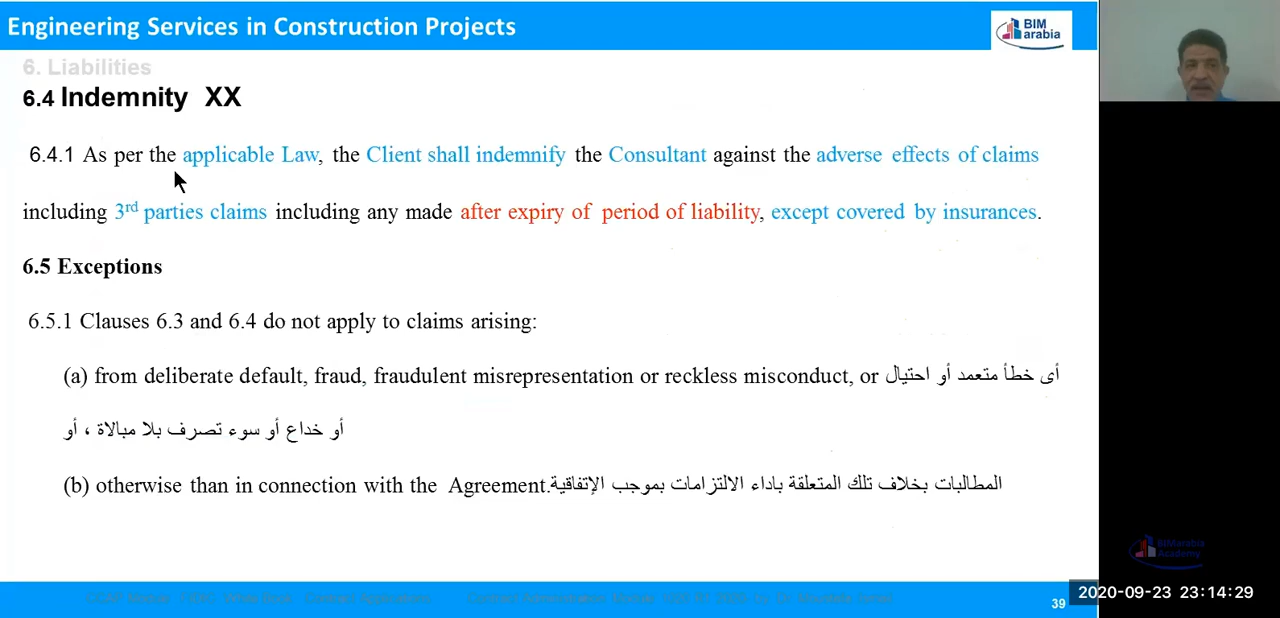 Engineering Services in Construction Projects
BIM
arabia
6. Liabilities
6.4 Indemnity XX
6.4.1 As per the applicable Law, the Client shall indemnify the Consultant against the adverse effects of claims
including 3rd parties claims including any made after expiry of period of liability, except covered by insurances.
6.5 Exceptions
6.5.1 Clauses 6.3 and 6.4 do not apply to claims arising:
(a) from deliberate default, fraud, fraudulent misrepresentation or reckless misconduct, or أى خطأ متعمد أو احتيال
أو خداع أو سوء تصرف بلا مبالاة ، أو
(b) otherwise than in connection with the Agreement.المطالبات بخلاف تلك المتعلقة باداء الالتزامات بموجب الإتفاقية
BIMarabia
Academy
39
2020-09-23 23:14:29